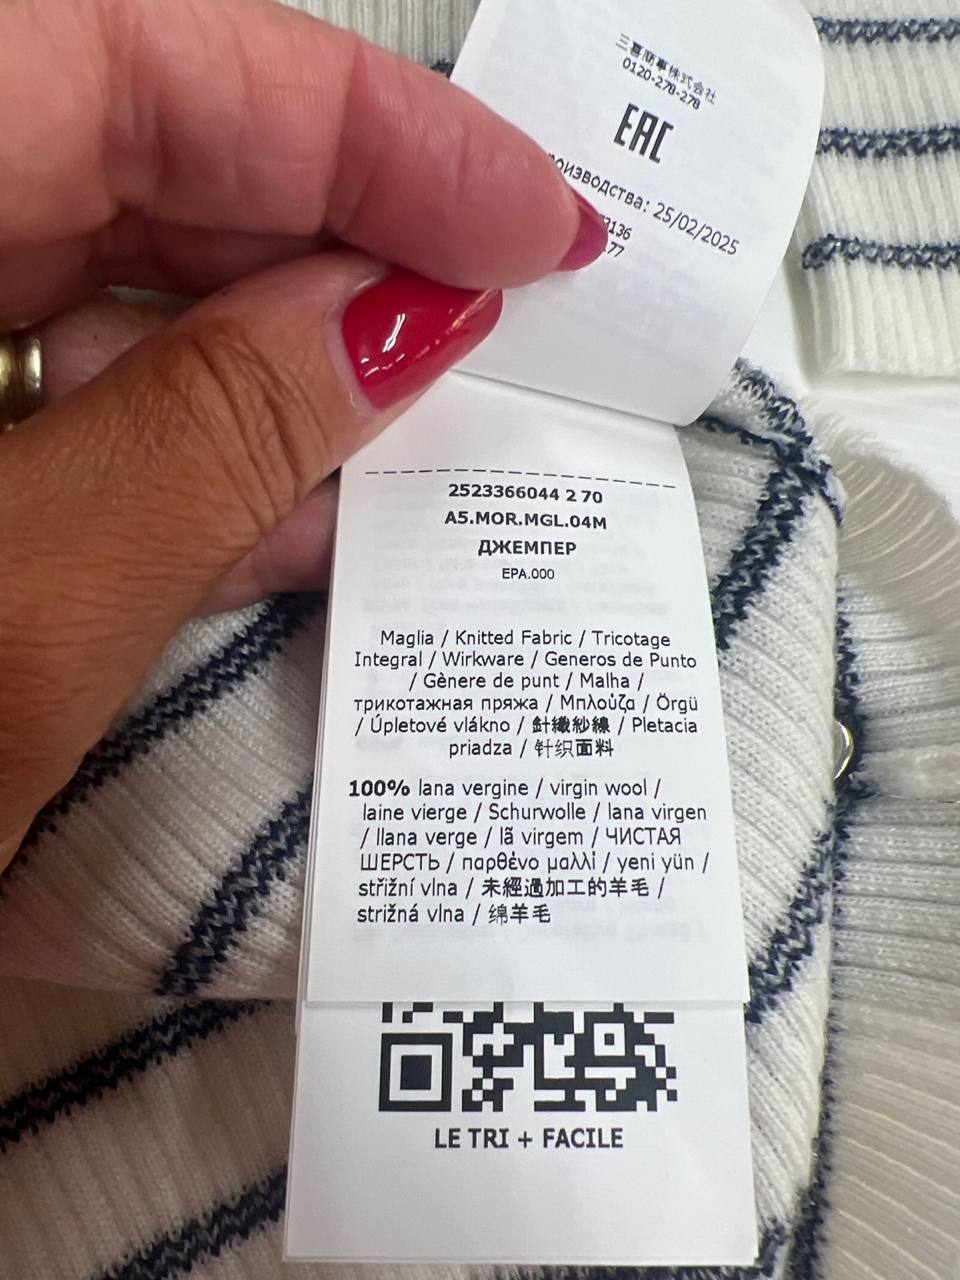 三喜商事株式会社
0120-278-278
EAC
роизводства: 25/02/2025
3136
.77
2523366044 2 70
A5.MOR.MGL.04M
ДЖЕМПЕР
EPA.000
Maglia / Knitted Fabric / Tricotage
Integral / Wirkware / Generos de Punto
/ Gènere de punt / Malha /
трикотажная пряжа / Μπλούζα / Örgü
/ Úpletové vlákno / 針織紗線 / Pletacia
priadza / 针织面料
100% lana vergine / virgin wool /
laine vierge / Schurwolle / lana virgen
/ llana verge / lã virgem / ЧИСТАЯ
ШЕРСТЬ / παρθένο μαλλί / yeni yün /
střižní vlna / 未經過加工的羊毛 /
strižná vlna / 绵羊毛
LE TRI + FACILE